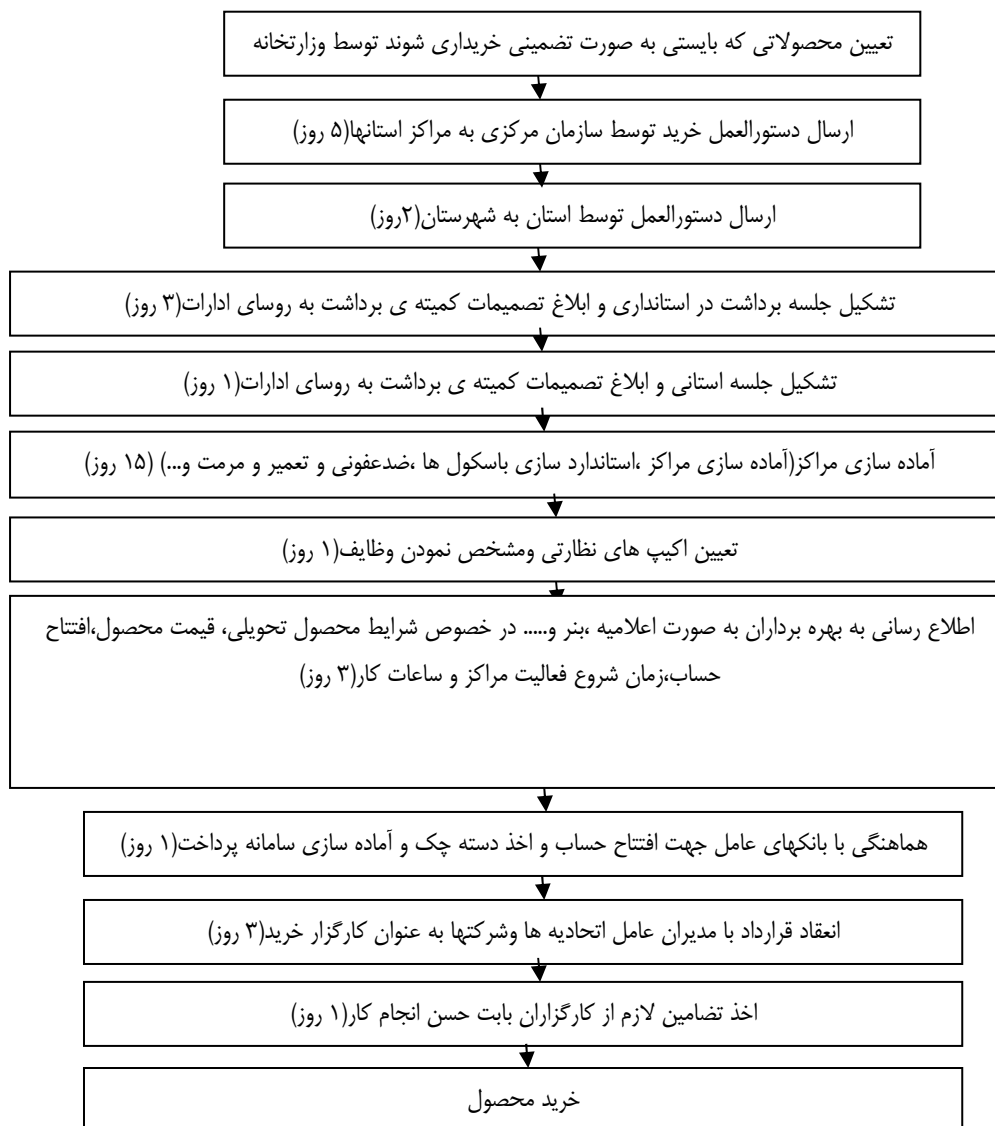 تعیین محصولاتی که بایستی به صورت تضمینی خریداری شوند توسط وزارتخانه
ارسال دستورالعمل خرید توسط سازمان مرکزی به مراکز استانها(۵ روز)
ارسال دستورالعمل توسط استان به شهرستان(۲روز)
تشکیل جلسه برداشت در استانداری و ابلاغ تصمیمات کمیته ی برداشت به روسای ادارات(۳ روز)
تشکیل جلسه استانی و ابلاغ تصمیمات کمیته ی برداشت به روسای ادارات(۱ روز)
آماده سازی مراکز(آماده سازی مراکز ،استاندارد سازی باسکول ها ،ضدعفونی و تعمیر و مرمت و...) (۱۵ روز)
تعیین اکیپ های نظارتی ومشخص نمودن وظایف(۱ روز)
اطلاع رسانی به بهره برداران به صورت اعلامیه ،بنر و..... در خصوص شرایط محصول تحویلی، قیمت محصول،افتتاح
حساب،زمان شروع فعالیت مراکز و ساعات کار(۳ روز)
هماهنگی با بانکهای عامل جهت افتتاح حساب و اخذ دسته چک و آماده سازی سامانه پرداخت(۱ روز)
انعقاد قرارداد با مدیران عامل اتحادیه ها وشرکتها به عنوان کارگزار خرید(۳ روز)
اخذ تضامین لازم از کارگزاران بابت حسن انجام کار(۱ روز)
خرید محصول